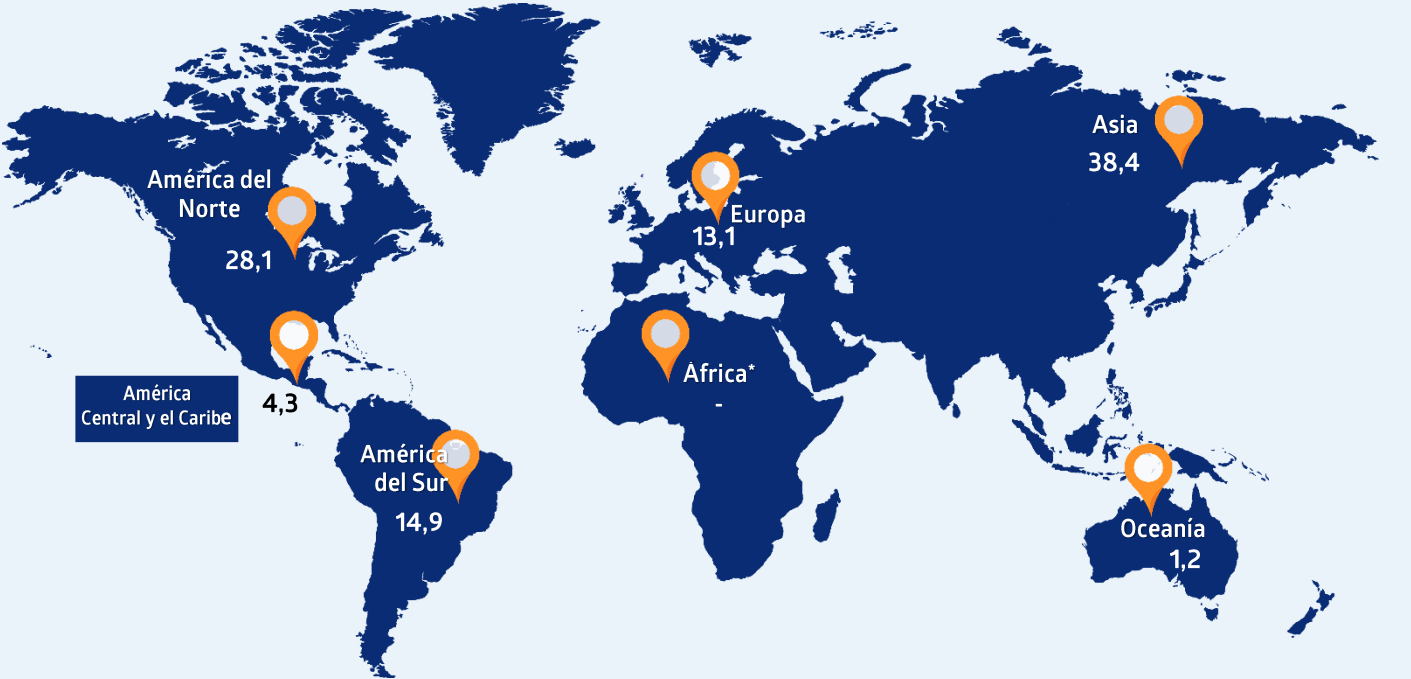 Asia
38,4
América del
Norte
28,1
Europa
13,1
África*
-
América
Central y el Caribe
4,3
América
del Sur
14,9
Oceanía
1,2